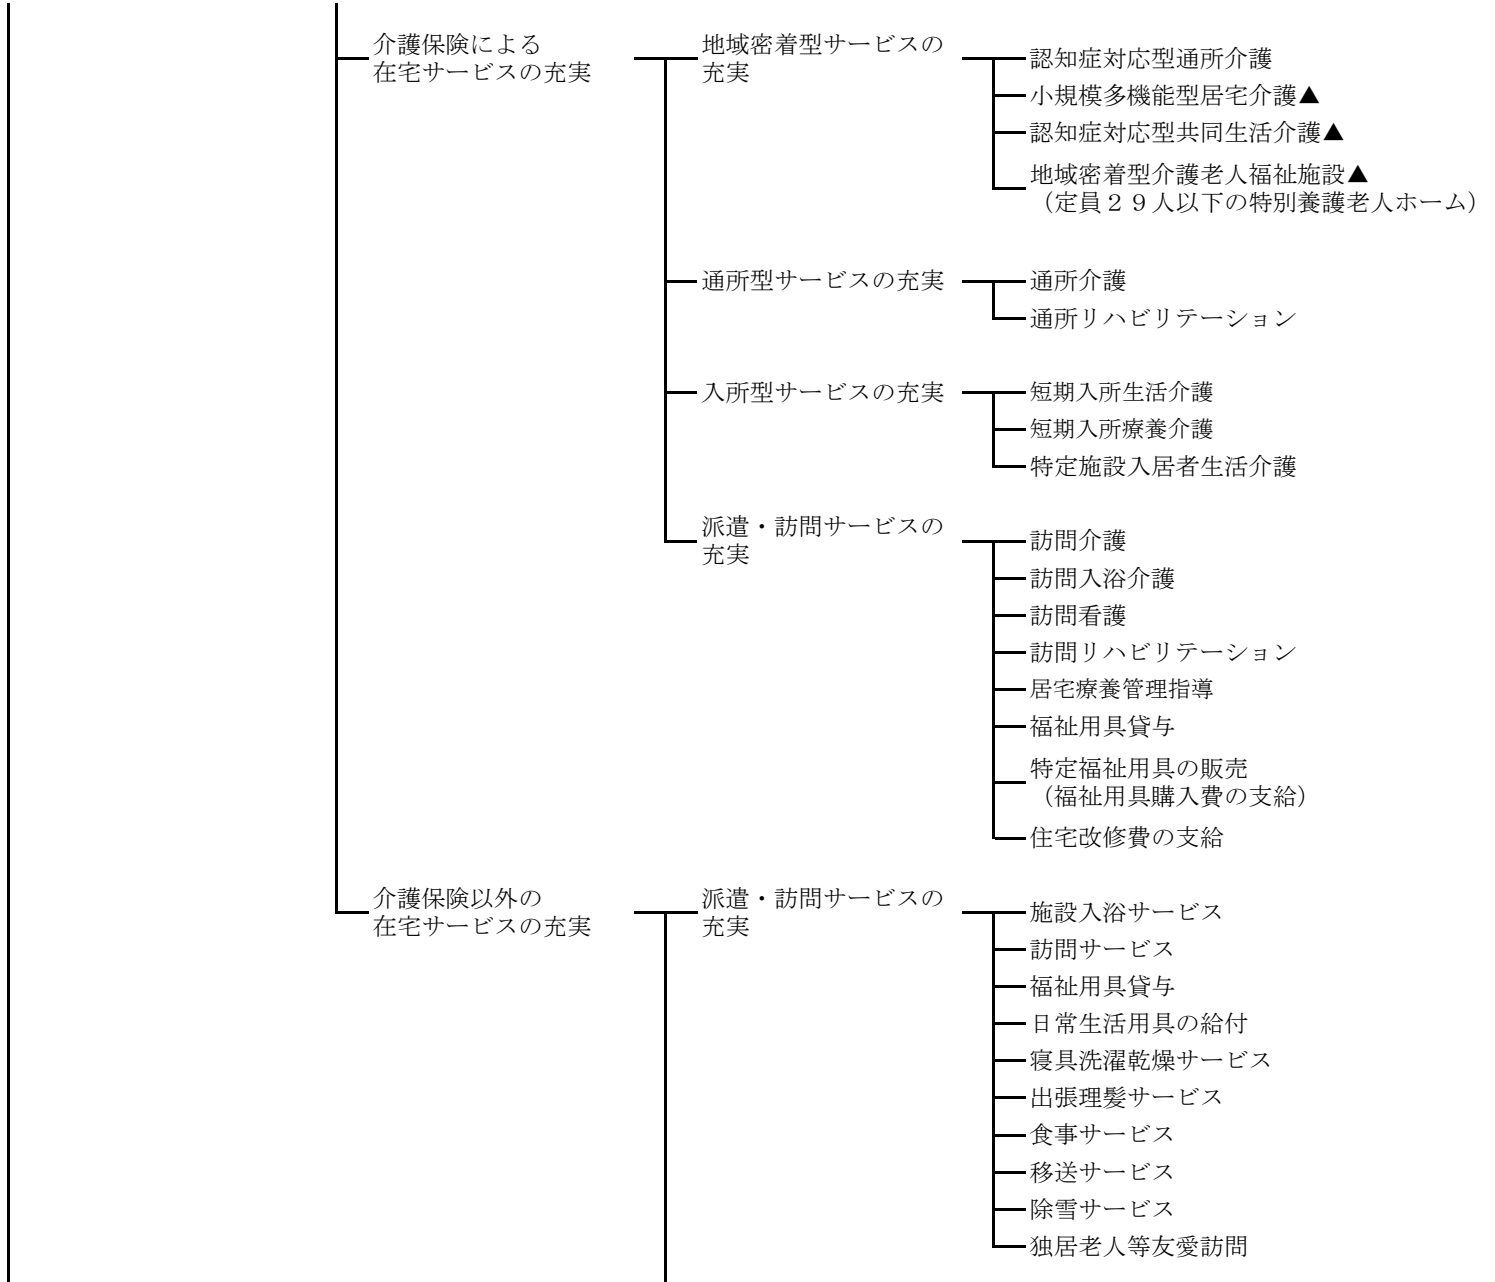 介護保険による
在宅サービスの充実
地域密着型サービスの
充実
認知症対応型通所介護
小規模多機能型居宅介護▲
認知症対応型共同生活介護▲
地域密着型介護老人福祉施設▲
（定員２９人以下の特別養護老人ホーム）
通所型サービスの充実
通所介護
通所リハビリテーション
入所型サービスの充実
短期入所生活介護
短期入所療養介護
特定施設入居者生活介護
派遣・訪問サービスの
充実
訪問介護
訪問入浴介護
訪問看護
訪問リハビリテーション
居宅療養管理指導
福祉用具貸与
特定福祉用具の販売
（福祉用具購入費の支給）
住宅改修費の支給
介護保険以外の
在宅サービスの充実
派遣・訪問サービスの
充実
施設入浴サービス
訪問サービス
福祉用具貸与
日常生活用具の給付
寝具洗濯乾燥サービス
出張理髪サービス
食事サービス
移送サービス
除雪サービス
独居老人等友愛訪問